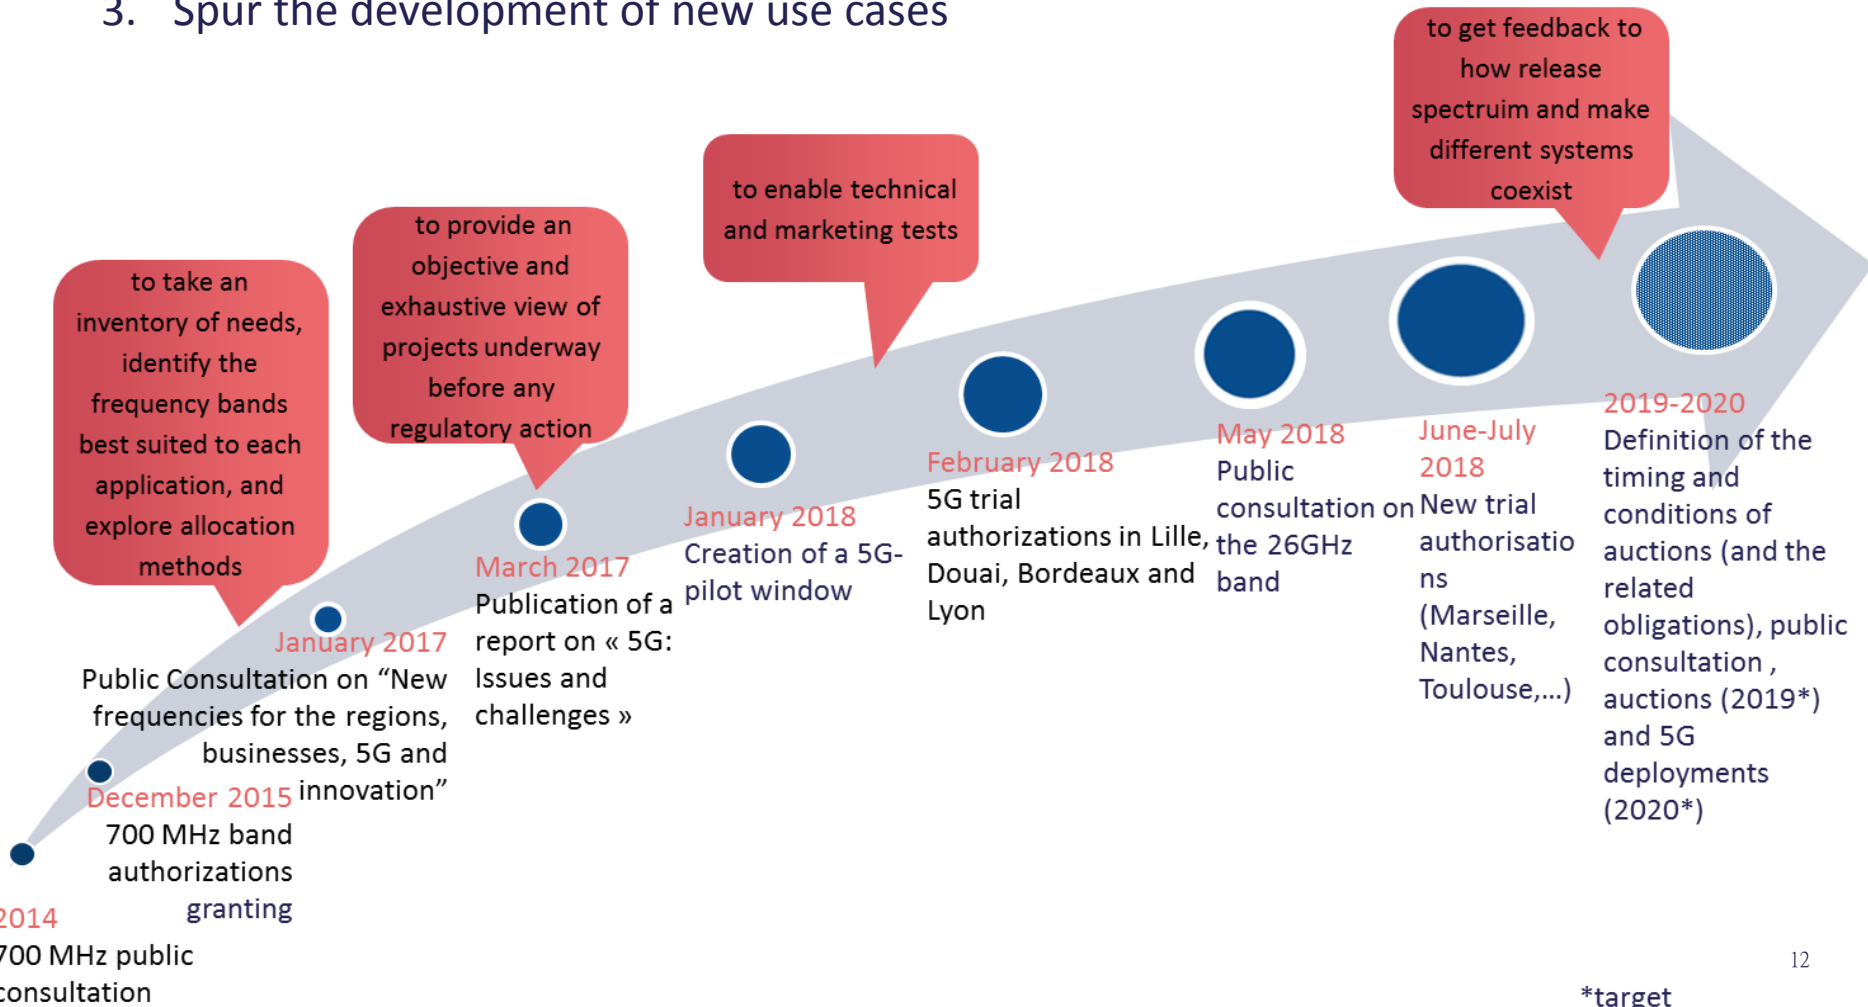 3. Spur the development of new use cases
to take an
inventory of needs,
identify the
frequency bands
best suited to each
application, and
explore allocation
methods
to provide an
objective and
exhaustive view of
projects underway
before any
regulatory action
to enable technical
and marketing tests
to get feedback to
how release
spectruim and make
different systems
coexist
2014
700 MHz public
consultation
December 2015
700 MHz band
authorizations
granting
January 2017
Public Consultation on “New
frequencies for the regions,
businesses, 5G and
innovation”
March 2017
Publication of a
report on « 5G:
Issues and
challenges »
January 2018
Creation of a 5G-
pilot window
February 2018
5G trial
authorizations in Lille,
Douai, Bordeaux and
Lyon
May 2018
Public
consultation on
the 26GHz
band
June-July
2018
New trial
authorisatio
ns
(Marseille,
Nantes,
Toulouse,...)
2019-2020
Definition of the
timing and
conditions of
auctions (and the
related
obligations), public
consultation ,
auctions (2019*)
and 5G
deployments
(2020*)
12
*target